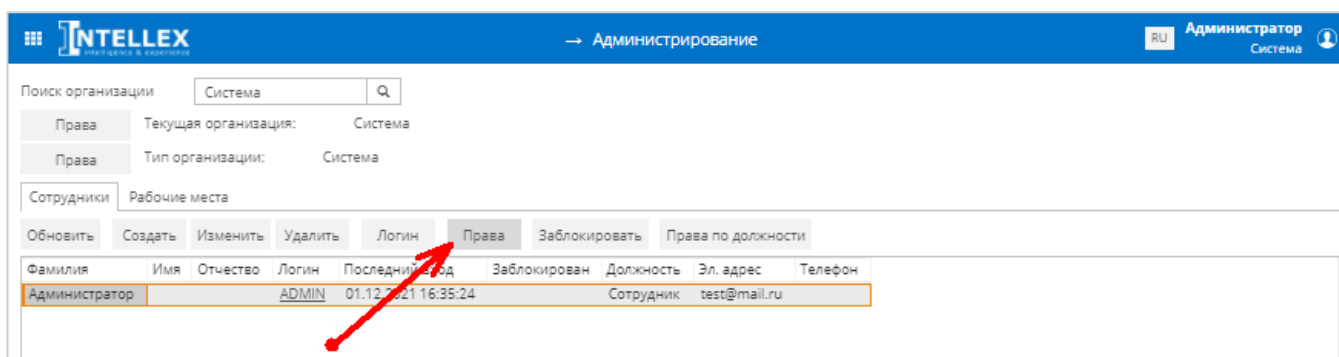 INTELLEX
intelligence & experience
→ Администрирование
RU
Администратор
Система
Поиск организации Система
Права Текущая организация: Система
Права Тип организации: Система
Сотрудники Рабочие места
Обновить Создать Изменить Удалить Логин Права Заблокировать Права по должности
Фамилия Имя Отчество Логин Последний вход Заблокирован Должность Эл. адрес Телефон
Администратор ADMIN 01.12.2021 16:35:24 Сотрудник test@mail.ru